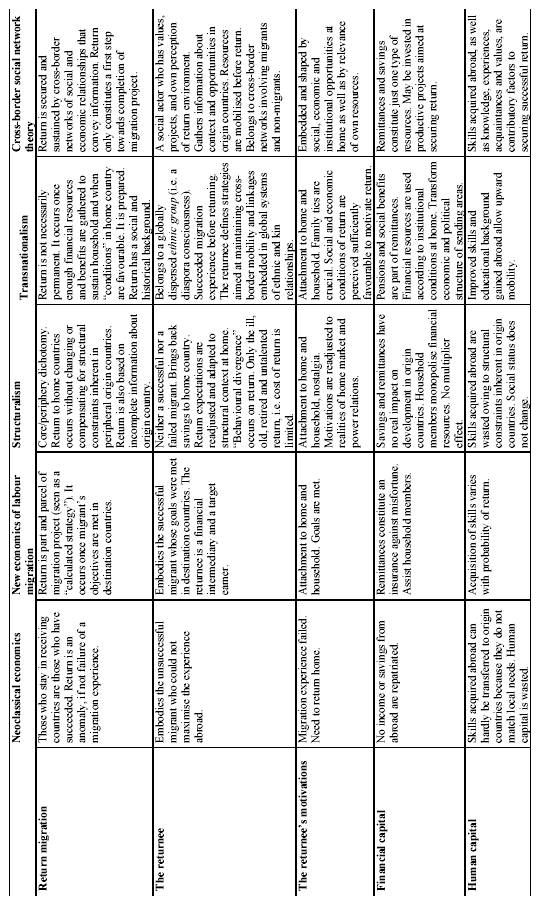 Neoclassical economics
New economics of labour
migration
Structuralism
Transnationalism
Cross-border social network
theory
Return migration
Those who stay in receiving
countries are those who have
succeeded. Return is an
anomaly, if not failure of a
migration experience.
Return is part and parcel of
migration project (seen as a
“calculated strategy”). It
occurs once migrant’s
objectives are met in
destination countries.
Core/periphery dichotomy.
Return to home countries
occurs without changing or
compensating for structural
constraints inherent in
peripheral origin countries.
Return is also based on
incomplete information about
origin country.
Return is not necessarily
permanent. It occurs once
enough financial resources
and benefits are gathered to
sustain household and when
“conditions” in home country
are favourable. It is prepared.
Return has a social and
historical background.
Return is secured and
sustained by cross-border
networks of social and
economic relationships that
convey information. Return
only constitutes a first step
towards completion of
migration project.
The returnee
Embodies the unsuccessful
migrant who could not
maximise the experience
abroad.
Embodies the successful
migrant whose goals were met
in destination countries. The
returnee is a financial
intermediary and a target
earner.
Neither a successful nor a
failed migrant. Brings back
savings to home country.
Return expectations are
readjusted and adapted to
structural context at home.
“Behavioural divergence”
occurs on return. Only the ill,
old, retired and untalented
return, i.e. cost of return is
limited.
Belongs to a globally
dispersed ethnic group (i.e. a
diaspora consciousness).
Succeeded migration
experience before returning.
The returnee defines strategies
aimed at maintaining cross-
border mobility and linkages
embedded in global systems
of ethnic and kin
relationships.
A social actor who has values,
projects, and own perception
of return environment.
Gathers information about
context and opportunities in
origin countries. Resources
are mobilised before return.
Belongs to cross-border
networks involving migrants
and non-migrants.
The returnee’s motivations
Migration experience failed.
Need to return home.
Attachment to home and
household. Goals are met.
Attachment to home and
household, nostalgia.
Motivations are readjusted to
realities of home market and
power relations.
Attachment to home and
household. Family ties are
crucial. Social and economic
conditions of return are
perceived sufficiently
favourable to motivate return.
Embedded and shaped by
social, economic and
institutional opportunities at
home as well as by relevance
of own resources.
Financial capital
No income or savings from
abroad are repatriated.
Remittances constitute an
insurance against misfortune.
Assist household members.
Savings and remittances have
no real impact on
development in origin
countries. Household
members monopolise financial
resources. No multiplier
effect.
Pensions and social benefits
are part of remittances.
Financial resources are used
according to institutional
conditions at home. Transform
economic and political
structure of sending areas.
Remittances and savings
constitute just one type of
resources. May be invested in
productive projects aimed at
securing return.
Human capital
Skills acquired abroad can
hardly be transferred to origin
countries because they do not
match local needs. Human
capital is wasted.
Acquisition of skills varies
with probability of return.
Skills acquired abroad are
wasted owing to structural
constraints inherent in origin
countries. Social status does
not change.
Improved skills and
educational background
gained abroad allow upward
mobility.
Skills acquired abroad, as well
as knowledge, experiences,
acquaintances and values, are
contributory factors to
securing successful return.